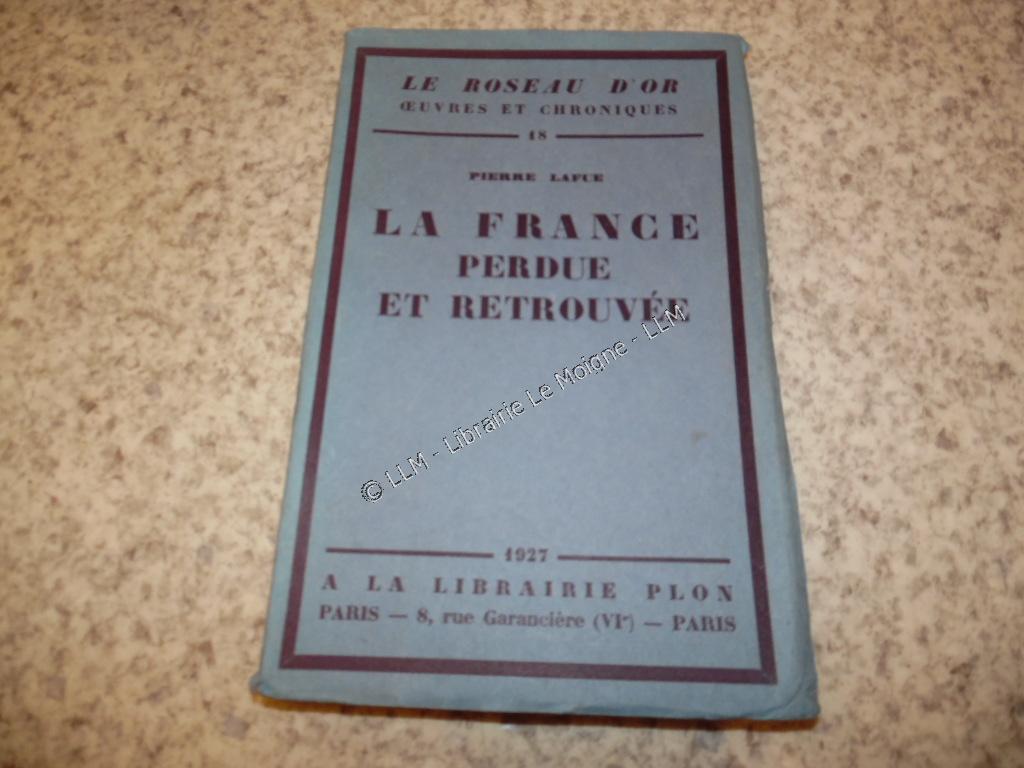 LE ROSEAU D'OR
ŒUVRES ET CHRONIQUES
18
PIERRE LAFUE
LA FRANCE
PERDUE
ET RETROUVÉE
© LLM - Librairie Le Moigne - LLM
1927
A LA LIBRAIRIE PLON
PARIS — 8, rue Garancière (VIe) — PARIS